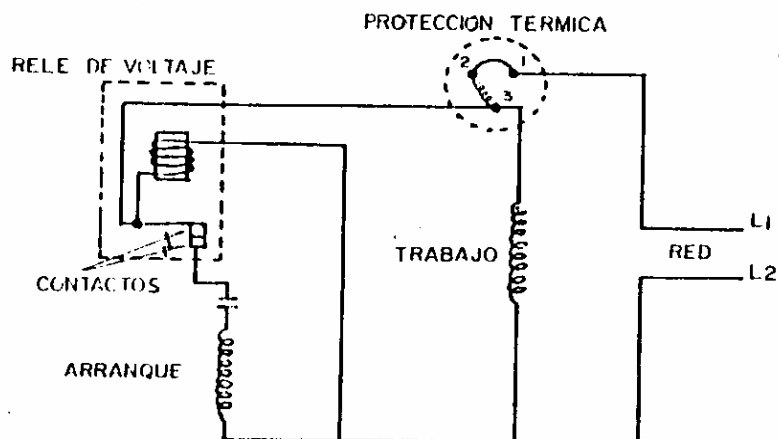 PROTECCION TERMICA
RELE DE VOLTAJE
2
1
3
L1
TRABAJO
RED
L2
CONTACTOS
ARRANQUE